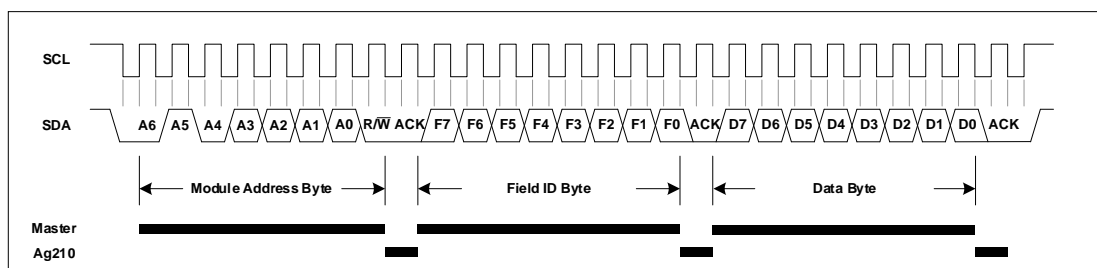 SCL
SDA A6 A5 A4 A3 A2 A1 A0 R/W̅ ACK F7 F6 F5 F4 F3 F2 F1 F0 ACK D7 D6 D5 D4 D3 D2 D1 D0 ACK
Module Address Byte Field ID Byte Data Byte
Master
Ag210